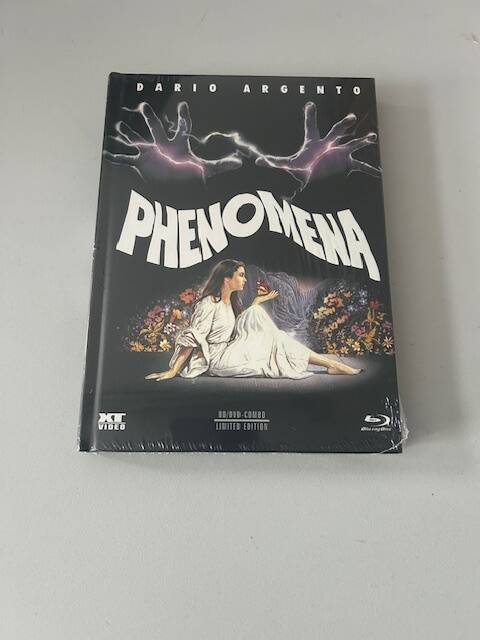 DARIO ARGENTO
PHENOMENA
XT
VIDEO
BD/DVD-COMBO
LIMITED EDITION
Blu-ray Disc